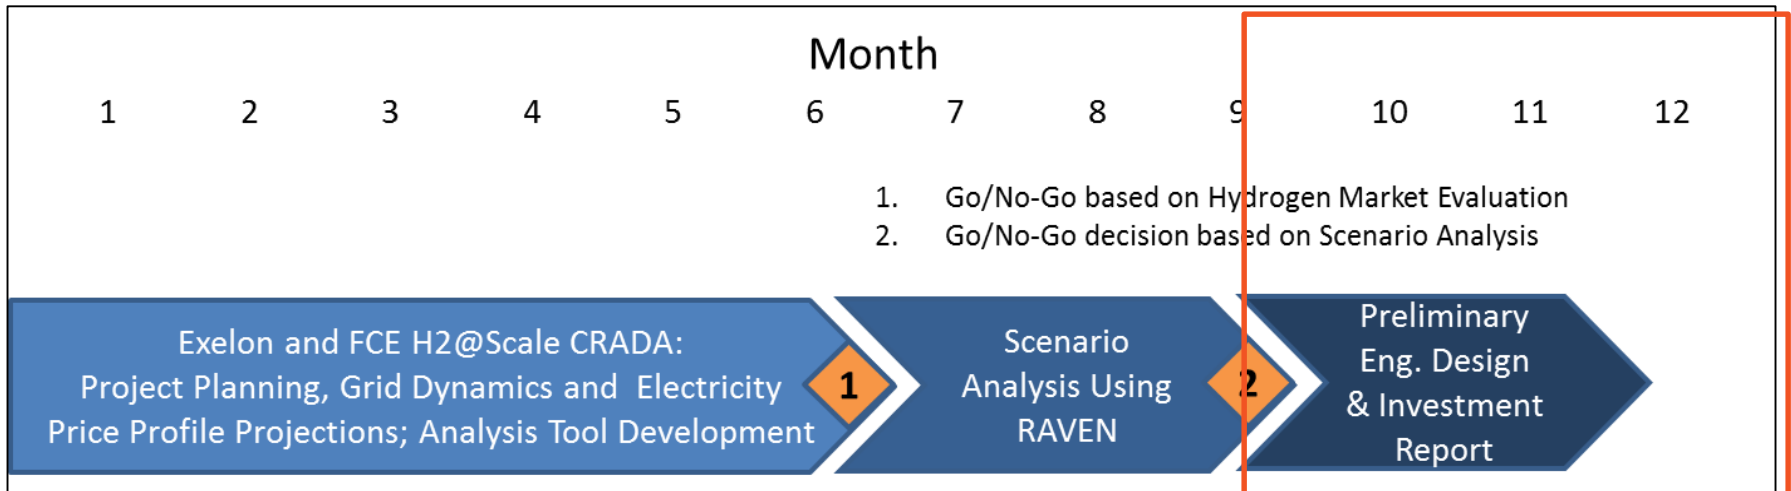 Month
1 2 3 4 5 6 7 8 9 10 11 12
1. Go/No-Go based on Hydrogen Market Evaluation
2. Go/No-Go decision based on Scenario Analysis
Exelon and FCE H2@Scale CRADA:
Project Planning, Grid Dynamics and Electricity
Price Profile Projections; Analysis Tool Development
1
Scenario
Analysis Using
RAVEN
2
Preliminary
Eng. Design
& Investment
Report